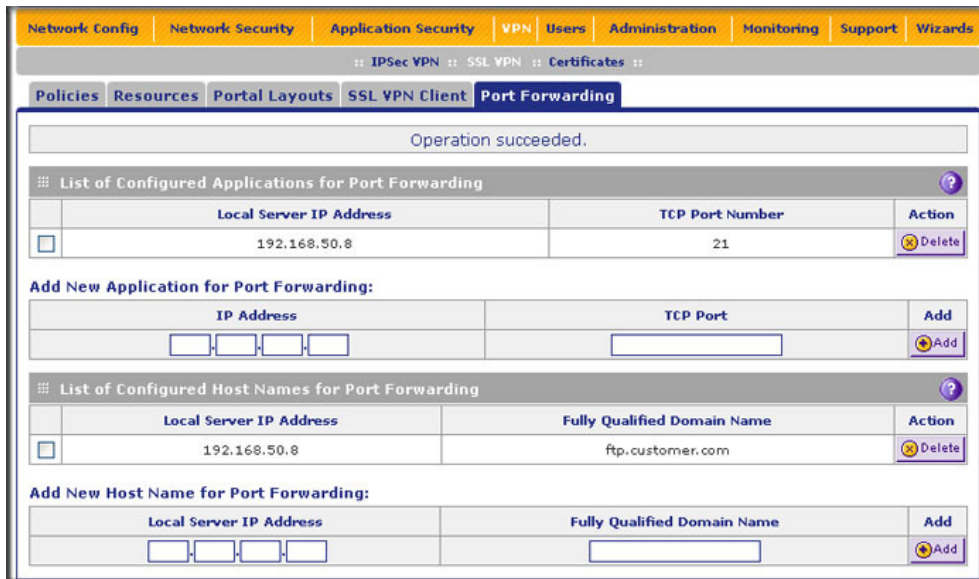 Network Config Network Security Application Security VPN Users Administration Monitoring Support Wizards
:: IPSec VPN :: SSL VPN :: Certificates ::
Policies Resources Portal Layouts SSL VPN Client Port Forwarding
Operation succeeded.
List of Configured Applications for Port Forwarding ?
Local Server IP Address TCP Port Number Action
192.168.50.8 21 Delete
Add New Application for Port Forwarding:
IP Address TCP Port Add
. . . Add
List of Configured Host Names for Port Forwarding ?
Local Server IP Address Fully Qualified Domain Name Action
192.168.50.8 ftp.customer.com Delete
Add New Host Name for Port Forwarding:
Local Server IP Address Fully Qualified Domain Name Add
. . . Add